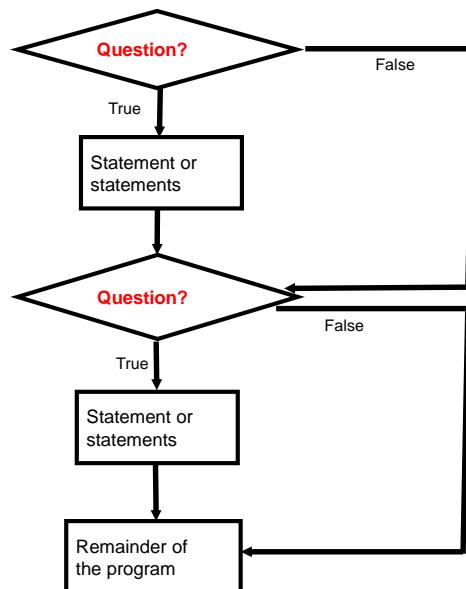 Question?
False
True
Statement or
statements
Question?
False
True
Statement or
statements
Remainder of
the program